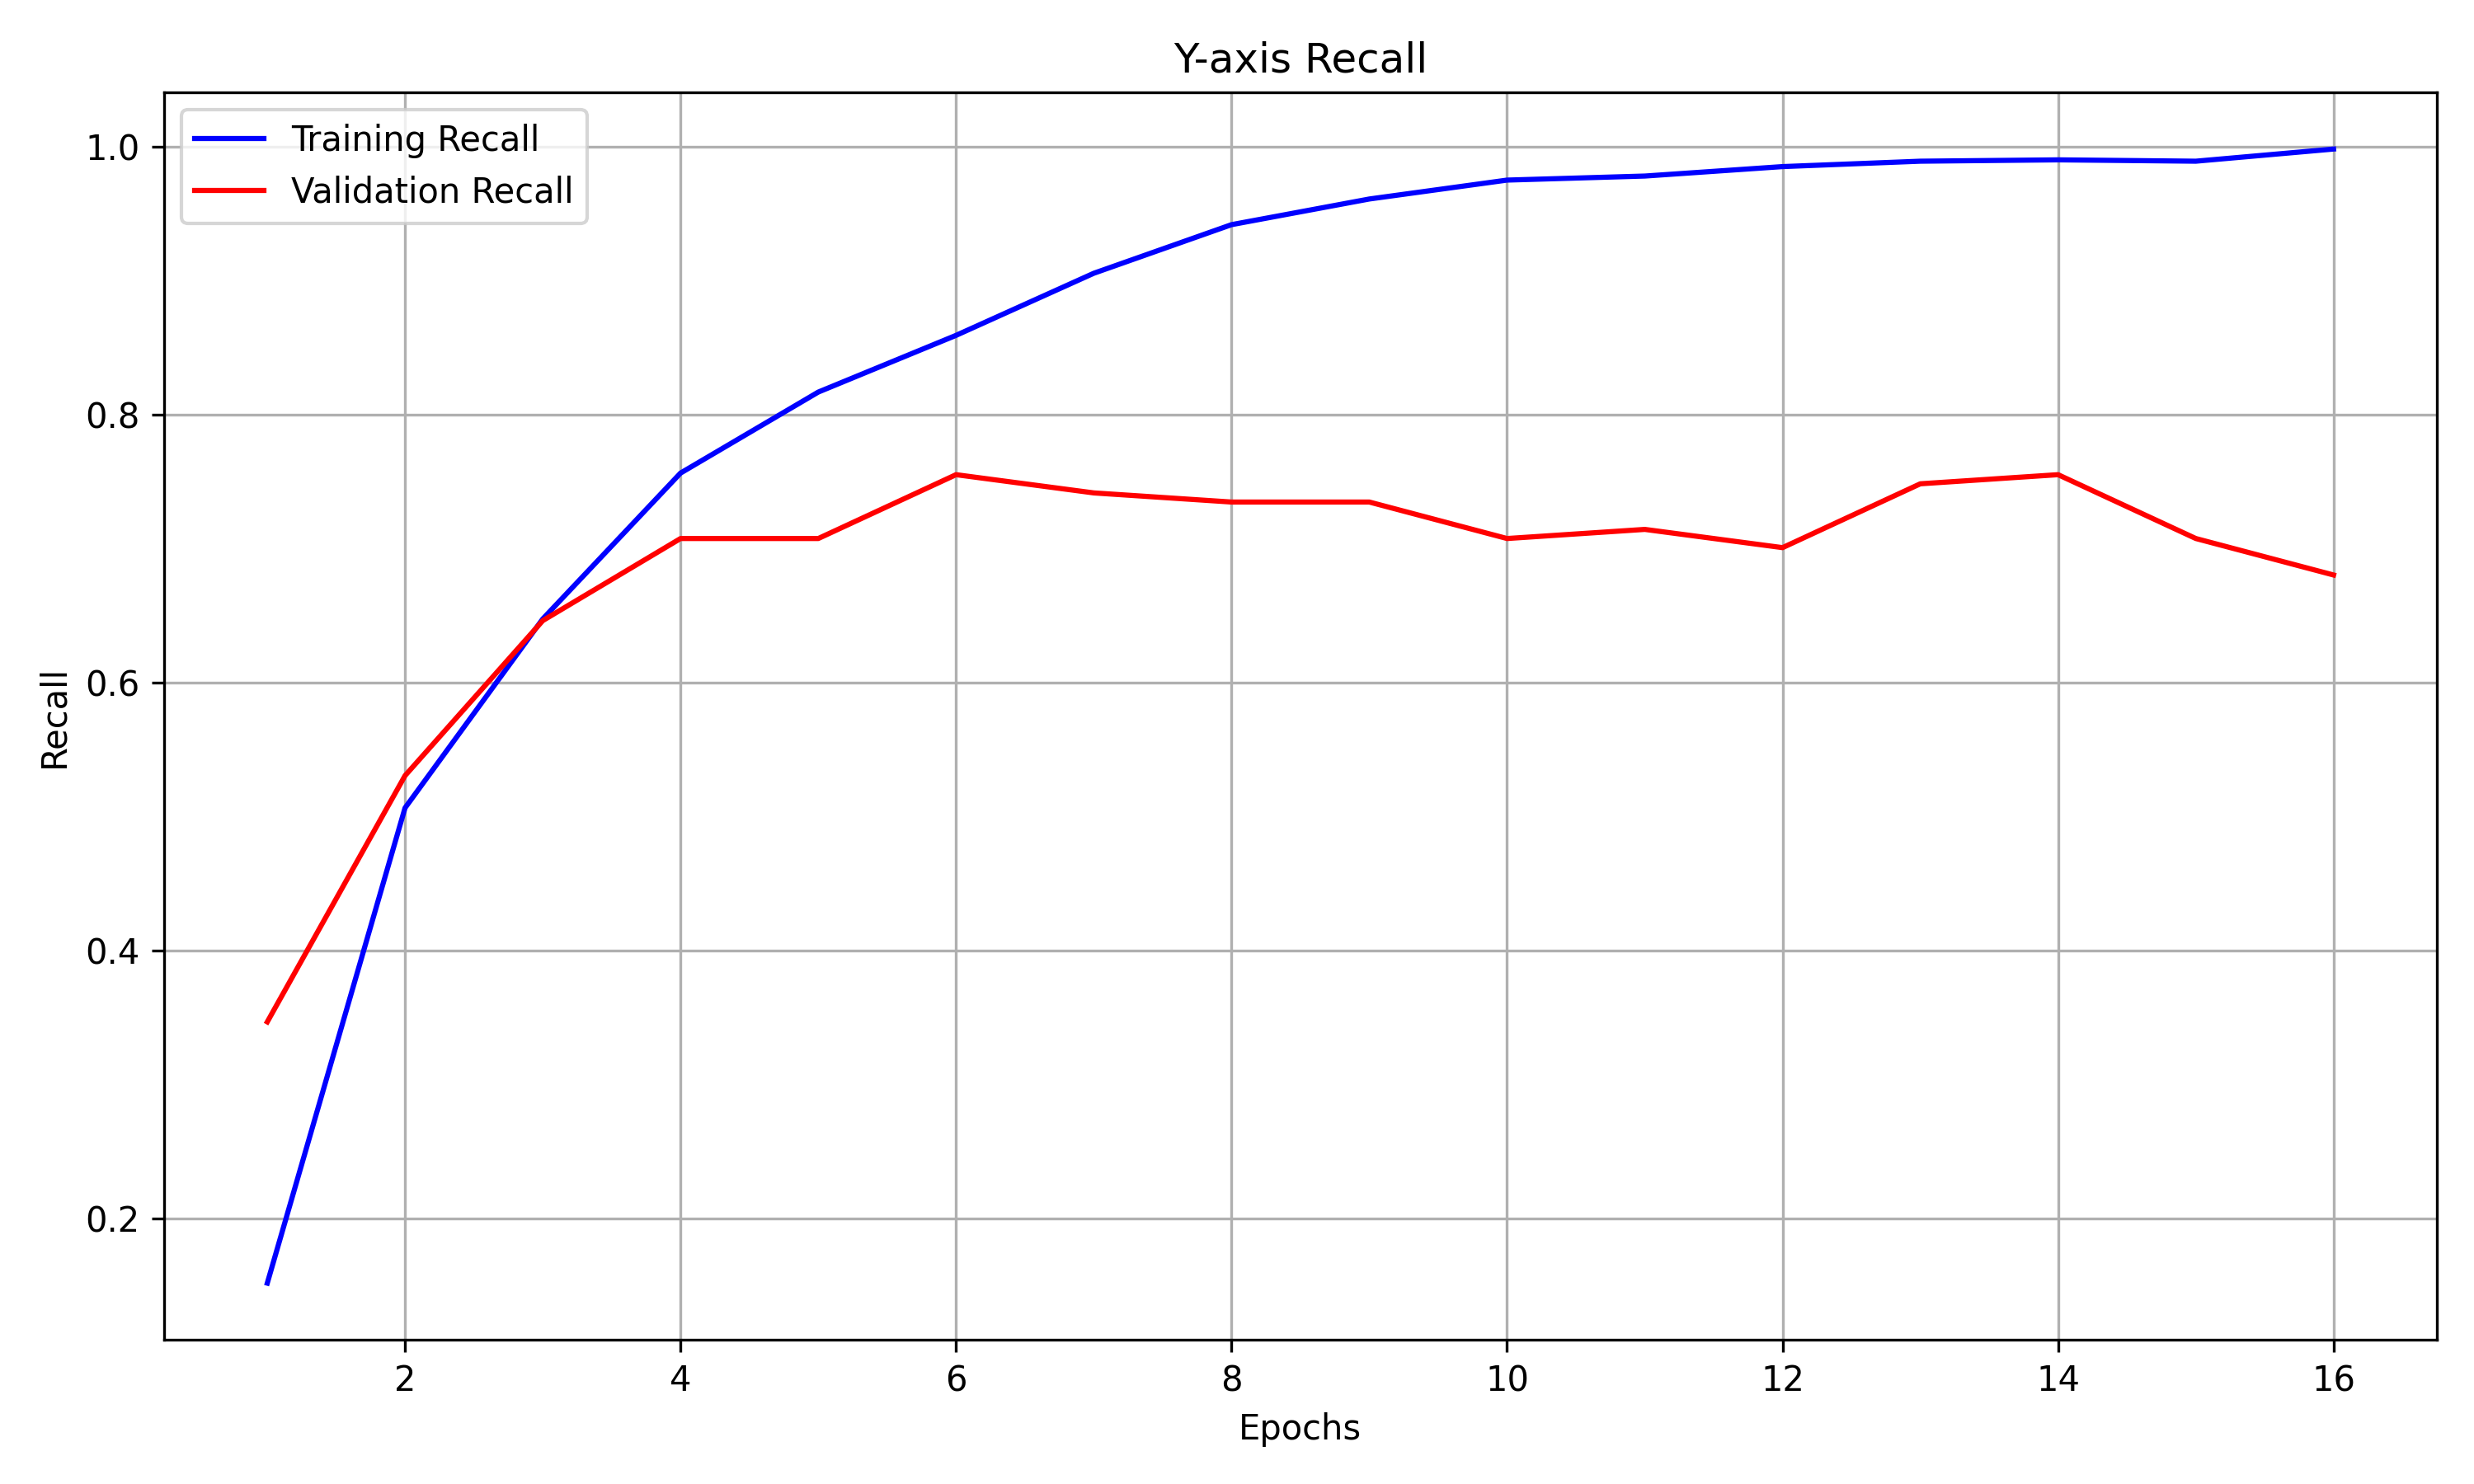 Y-axis Recall
Training Recall
Validation Recall
1.0
0.8
0.6
0.4
0.2
Recall
2 4 6 8 10 12 14 16
Epochs